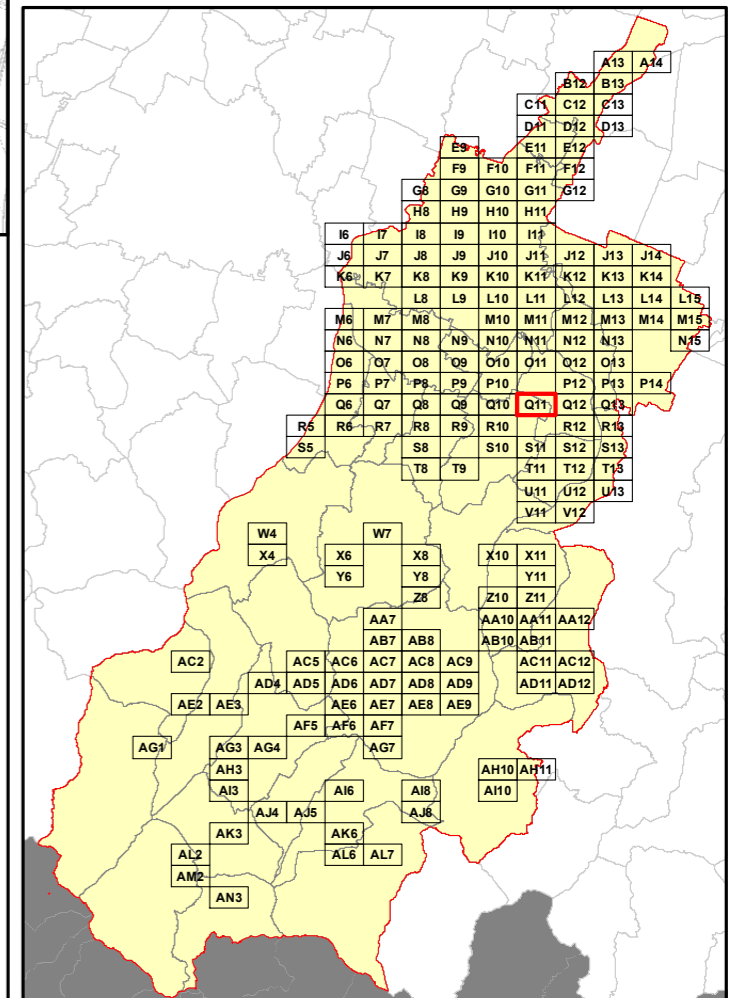 A13 A14
B12 B13
C11 C12 C13
D11 D12 D13
E9 E11 E12
F9 F10 F11 F12
G8 G9 G10 G11 G12
H8 H9 H10 H11
I6 I7 I8 I9 I10 I11
J6 J7 J8 J9 J10 J11 J12 J13 J14
K6 K7 K8 K9 K10 K11 K12 K13 K14
L8 L9 L10 L11 L12 L13 L14 L15
M6 M7 M8 M10 M11 M12 M13 M14 M15
N6 N7 N8 N9 N10 N11 N12 N13 N15
O6 O7 O8 O9 O10 O11 O12 O13
P6 P7 P8 P9 P10 P12 P13 P14
Q6 Q7 Q8 Q9 Q10 Q11 Q12 Q13
R5 R6 R7 R8 R9 R10 R12 R13
S5 S8 S10 S11 S12 S13
T8 T9 T11 T12 T13
U11 U12 U13
V11 V12
W4 W7
X4 X6 X8 X10 X11
Y6 Y8 Y11
Z8 Z10 Z11
AA7 AA10 AA11 AA12
AB7 AB8 AB10 AB11
AC2 AC5 AC6 AC7 AC8 AC9 AC11 AC12
AD4 AD5 AD6 AD7 AD8 AD9 AD11 AD12
AE2 AE3 AE6 AE7 AE8 AE9
AF5 AF6 AF7
AG1 AG3 AG4 AG7
AH3 AH10 AH11
AI3 AI6 AI8 AI10
AJ4 AJ5 AJ8
AK3 AK6
AL2 AL6 AL7
AM2
AN3